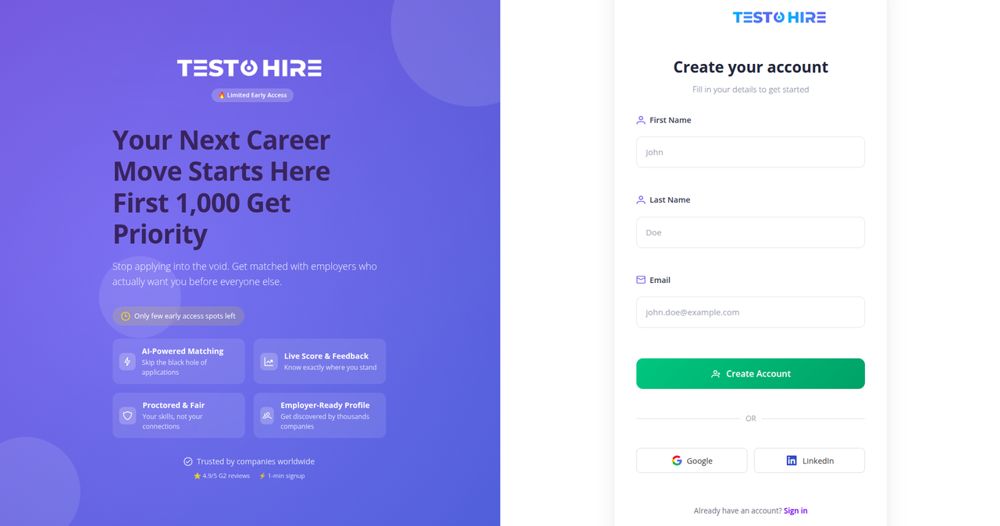 TESTOHIRE
🔥 Limited Early Access
Your Next Career
Move Starts Here
First 1,000 Get
Priority
Stop applying into the void. Get matched with employers who
actually want you before everyone else.
Only few early access spots left
AI-Powered Matching
Skip the black hole of
applications
Live Score & Feedback
Know exactly where you stand
Proctored & Fair
Your skills, not your
connections
Employer-Ready Profile
Get discovered by thousands
companies
Trusted by companies worldwide
⭐ 4.9/5 G2 reviews ⚡ 1-min signup
TESTOHIRE
Create your account
Fill in your details to get started
First Name
John
Last Name
Doe
Email
john.doe@example.com
Create Account
OR
Google
LinkedIn
Already have an account? Sign in